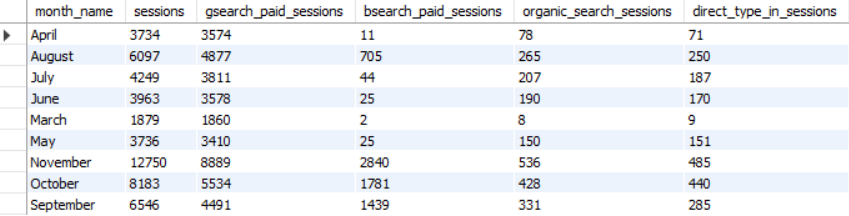 month_name sessions gsearch_paid_sessions bsearch_paid_sessions organic_search_sessions direct_type_in_sessions
April 3734 3574 11 78 71
August 6097 4877 705 265 250
July 4249 3811 44 207 187
June 3963 3578 25 190 170
March 1879 1860 2 8 9
May 3736 3410 25 150 151
November 12750 8889 2840 536 485
October 8183 5534 1781 428 440
September 6546 4491 1439 331 285